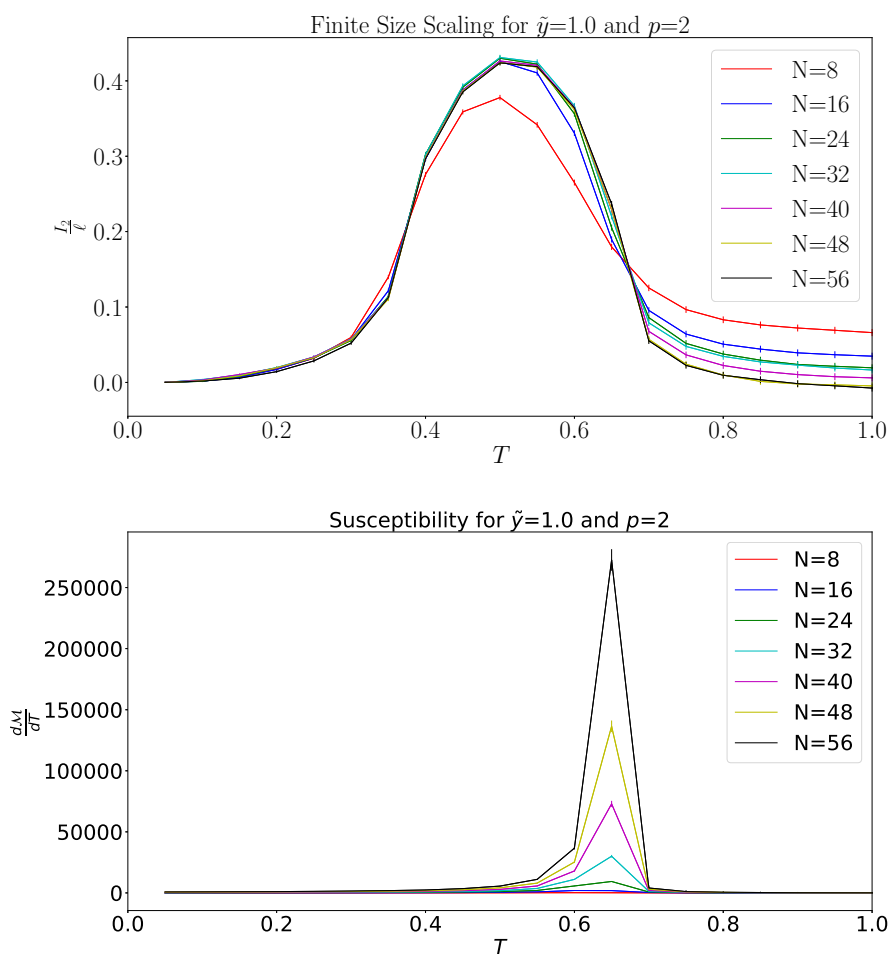 Finite Size Scaling for ỹ=1.0 and p=2
0.4
0.3
0.2
0.1
0.0
I₂/ℓ
N=8
N=16
N=24
N=32
N=40
N=48
N=56
0.0 0.2 0.4 0.6 0.8 1.0
T
Susceptibility for ỹ=1.0 and p=2
250000
200000
150000
100000
50000
0
dℳ/dT
N=8
N=16
N=24
N=32
N=40
N=48
N=56
0.0 0.2 0.4 0.6 0.8 1.0
T